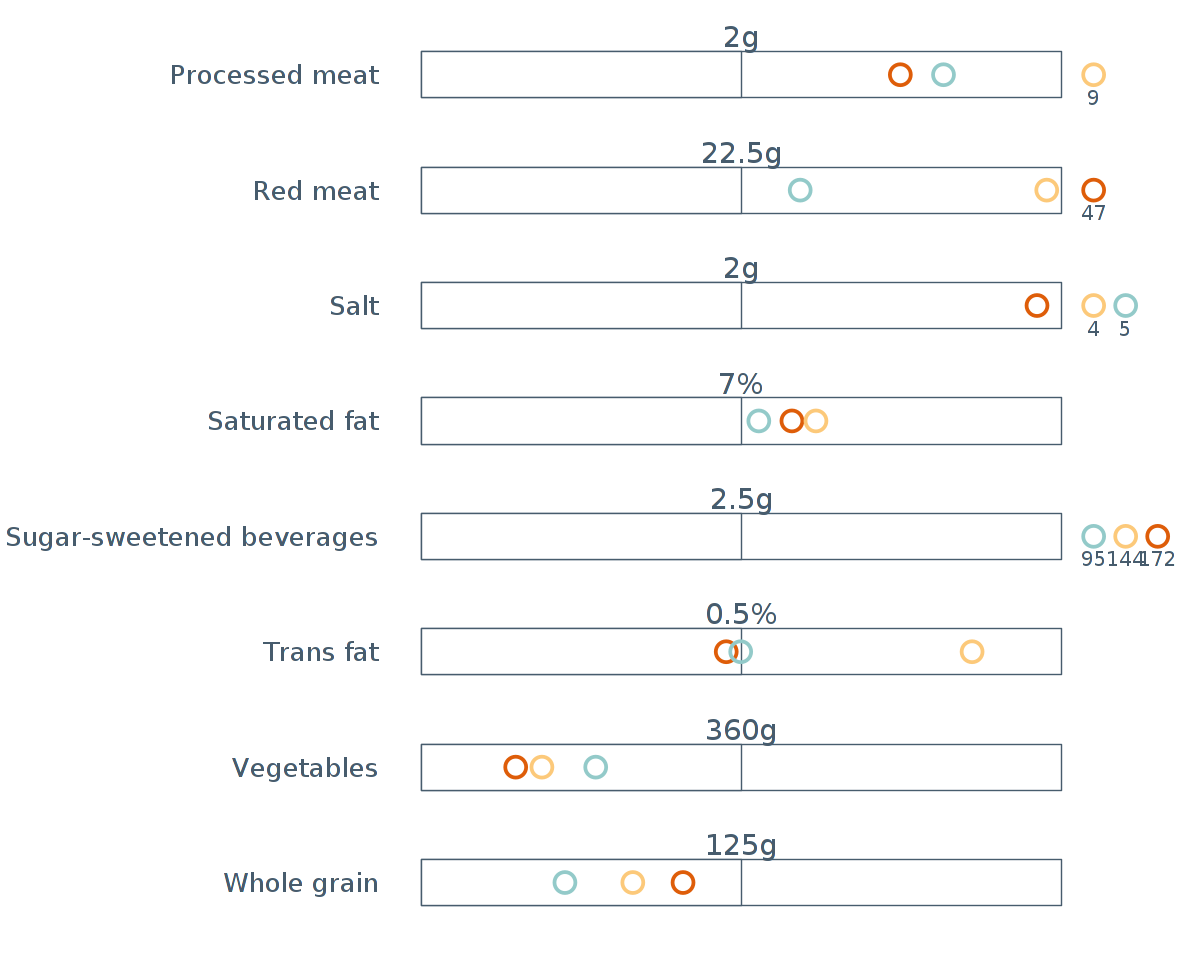 2g
Processed meat
9
22.5g
Red meat
47
2g
Salt
4 5
7%
Saturated fat
2.5g
Sugar-sweetened beverages
95 144 172
0.5%
Trans fat
360g
Vegetables
125g
Whole grain